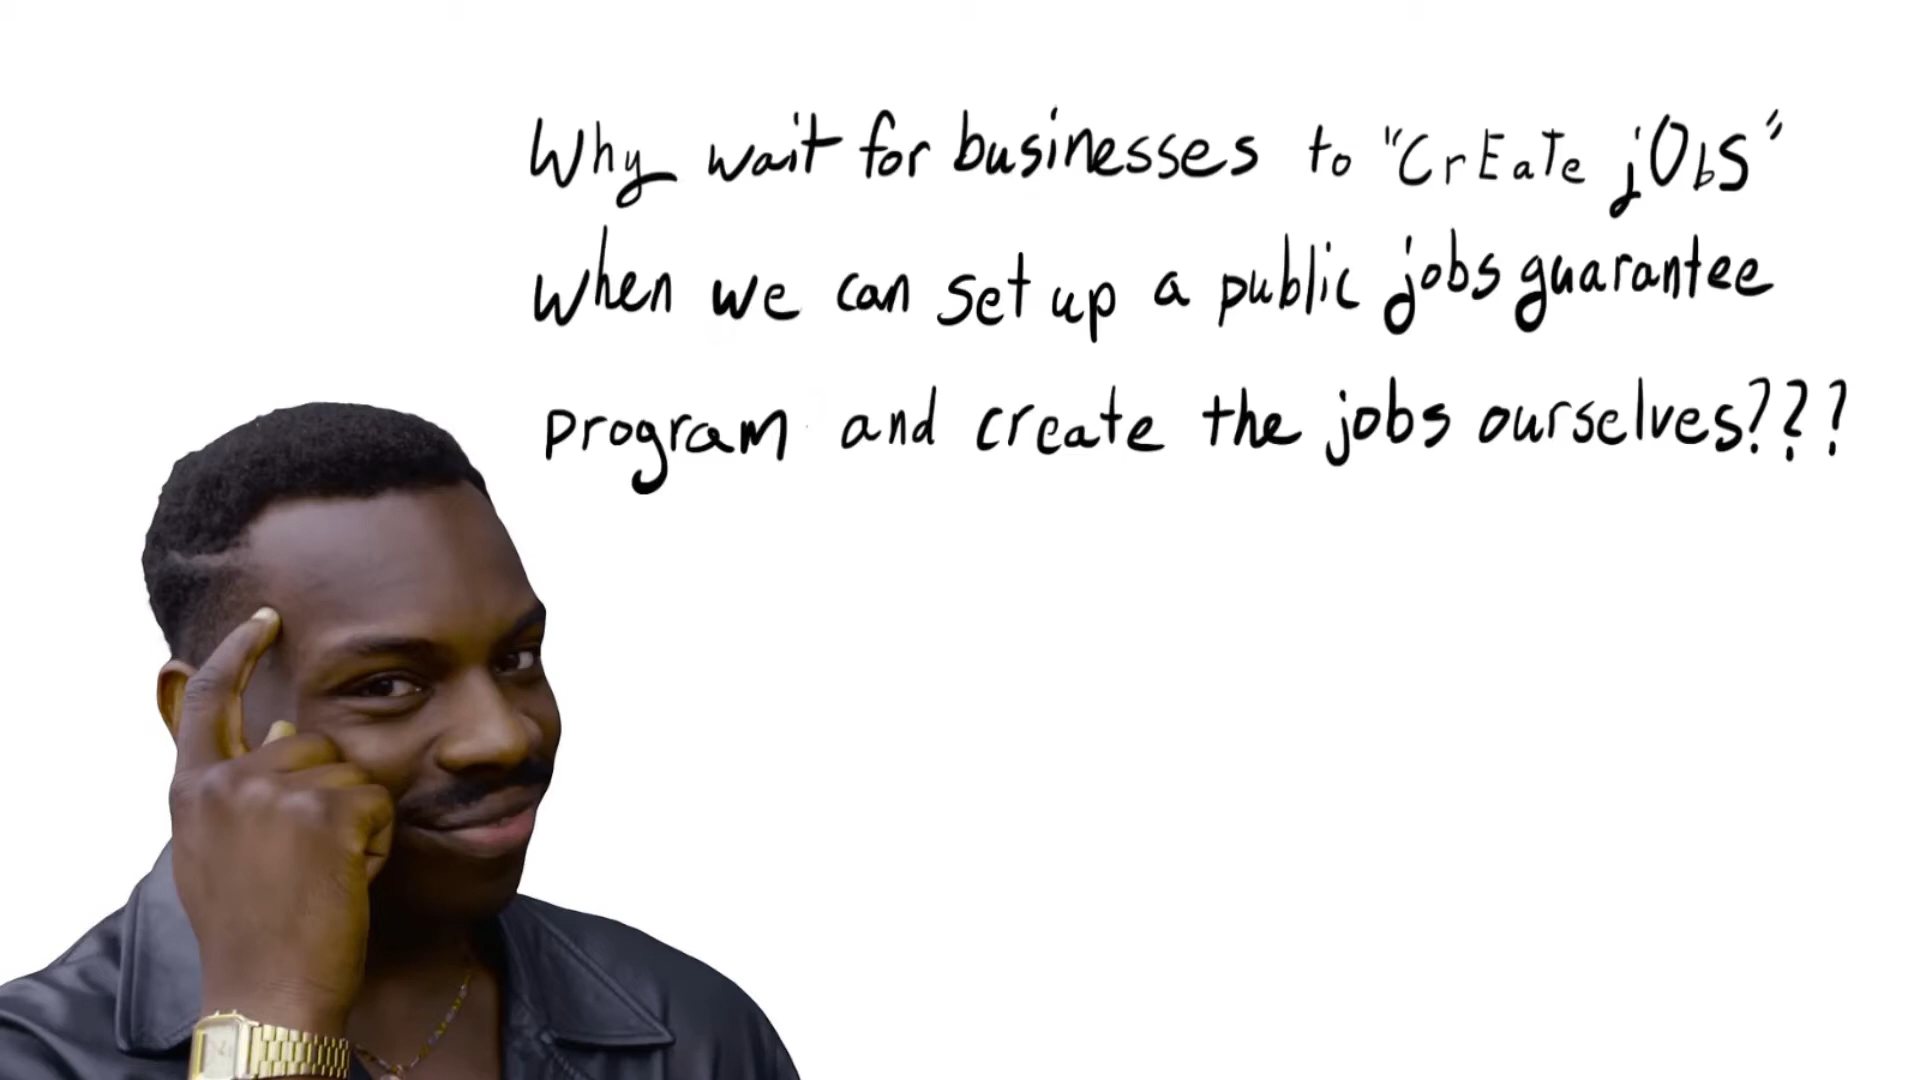 Why wait for businesses to "CrEaTe jObS"
when we can set up a public jobs guarantee
program and create the jobs ourselves???